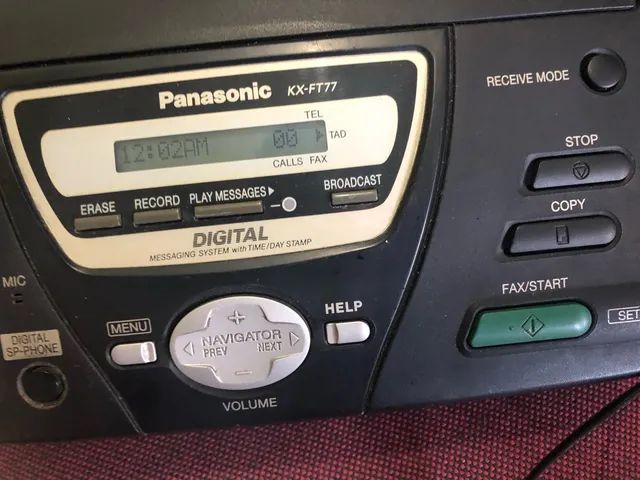 Panasonic KX-FT77
TEL
12:02AM 00 TAD
CALLS FAX
ERASE RECORD PLAY MESSAGES BROADCAST
DIGITAL
MESSAGING SYSTEM with TIME/DAY STAMP
MIC
DIGITAL
SP-PHONE
MENU
HELP
+
NAVIGATOR
PREV NEXT
-
VOLUME
RECEIVE MODE
STOP
COPY
FAX/START
SET